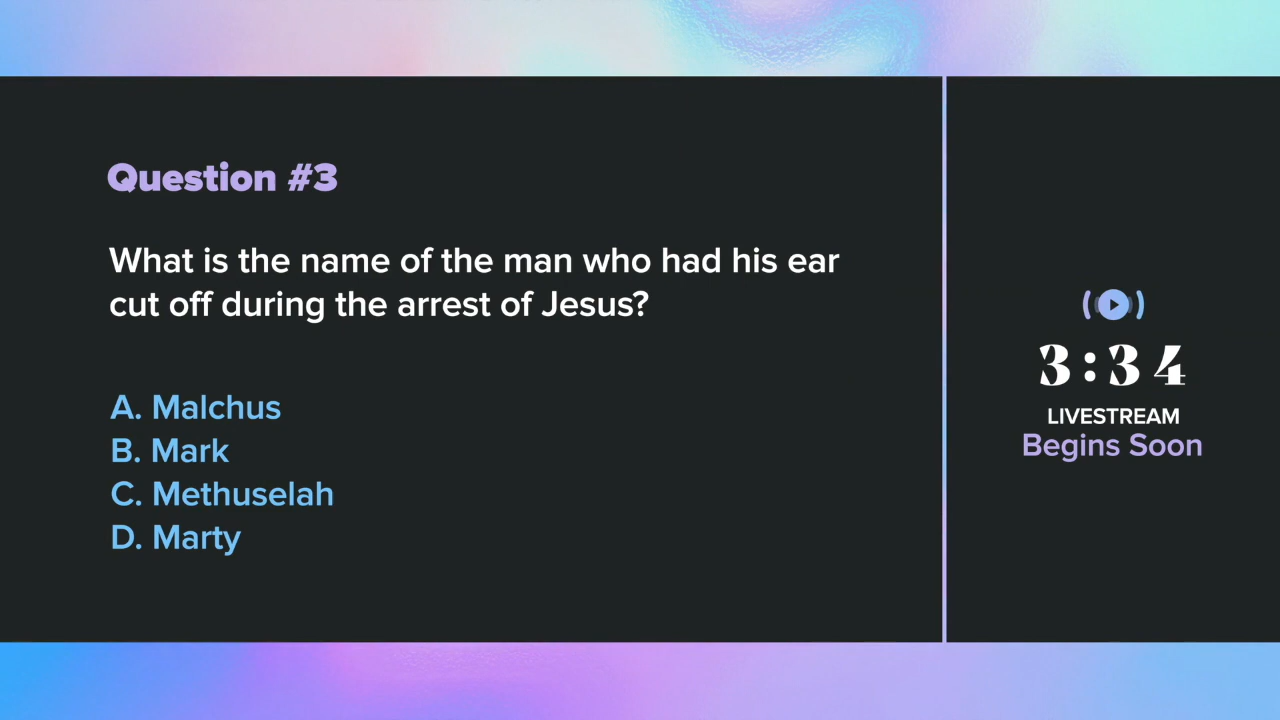 Question #3
What is the name of the man who had his ear
cut off during the arrest of Jesus?
A. Malchus
B. Mark
C. Methuselah
D. Marty
3:34
LIVESTREAM
Begins Soon